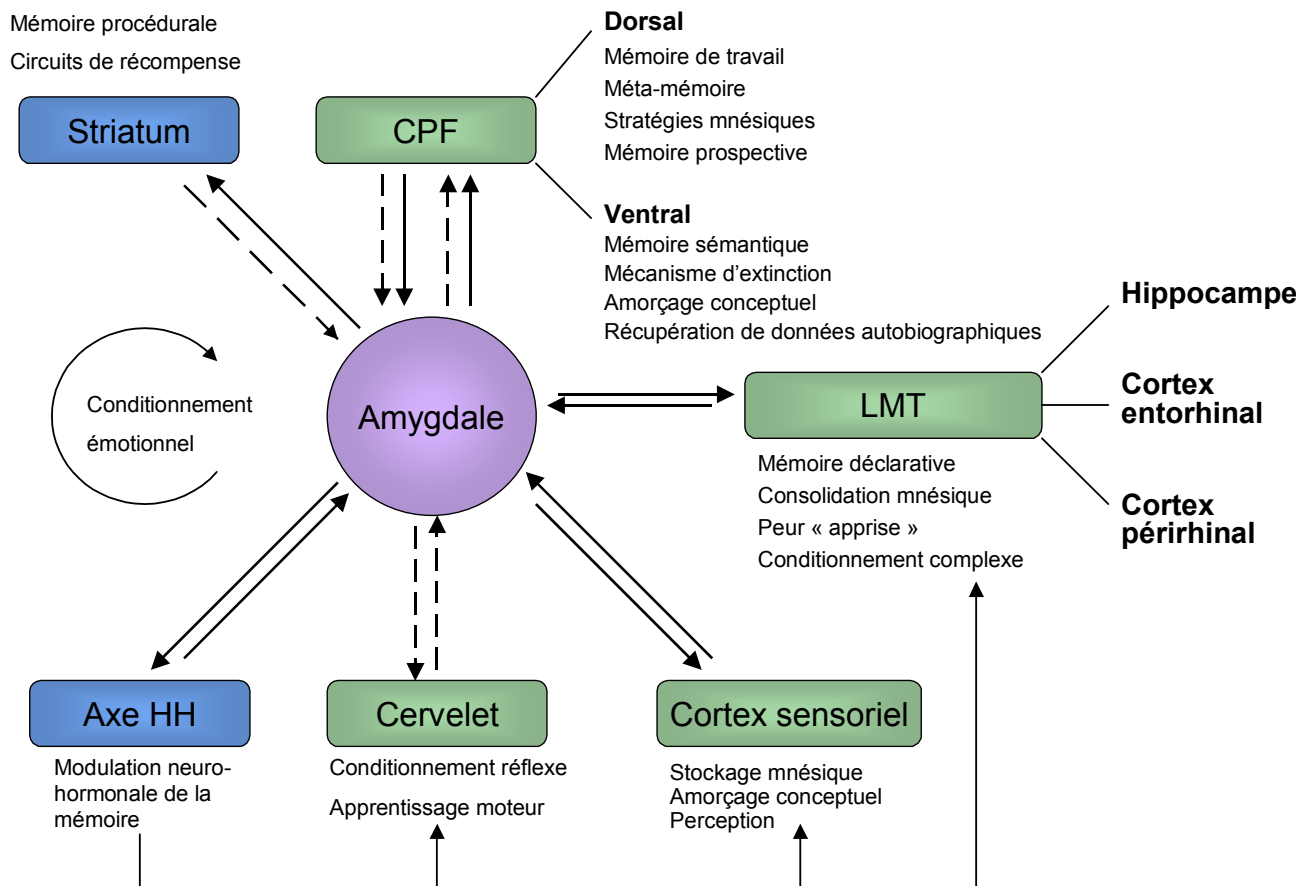 Mémoire procédurale
Circuits de récompense
Striatum
CPF
Dorsal
Mémoire de travail
Méta-mémoire
Stratégies mnésiques
Mémoire prospective
Ventral
Mémoire sémantique
Mécanisme d’extinction
Amorçage conceptuel
Récupération de données autobiographiques
Conditionnement
émotionnel
Amygdale
LMT
Hippocampe
Cortex
entorhinal
Cortex
périrhinal
Mémoire déclarative
Consolidation mnésique
Peur « apprise »
Conditionnement complexe
Axe HH
Modulation neuro-
hormonale de la
mémoire
Cervelet
Conditionnement réflexe
Apprentissage moteur
Cortex sensoriel
Stockage mnésique
Amorçage conceptuel
Perception